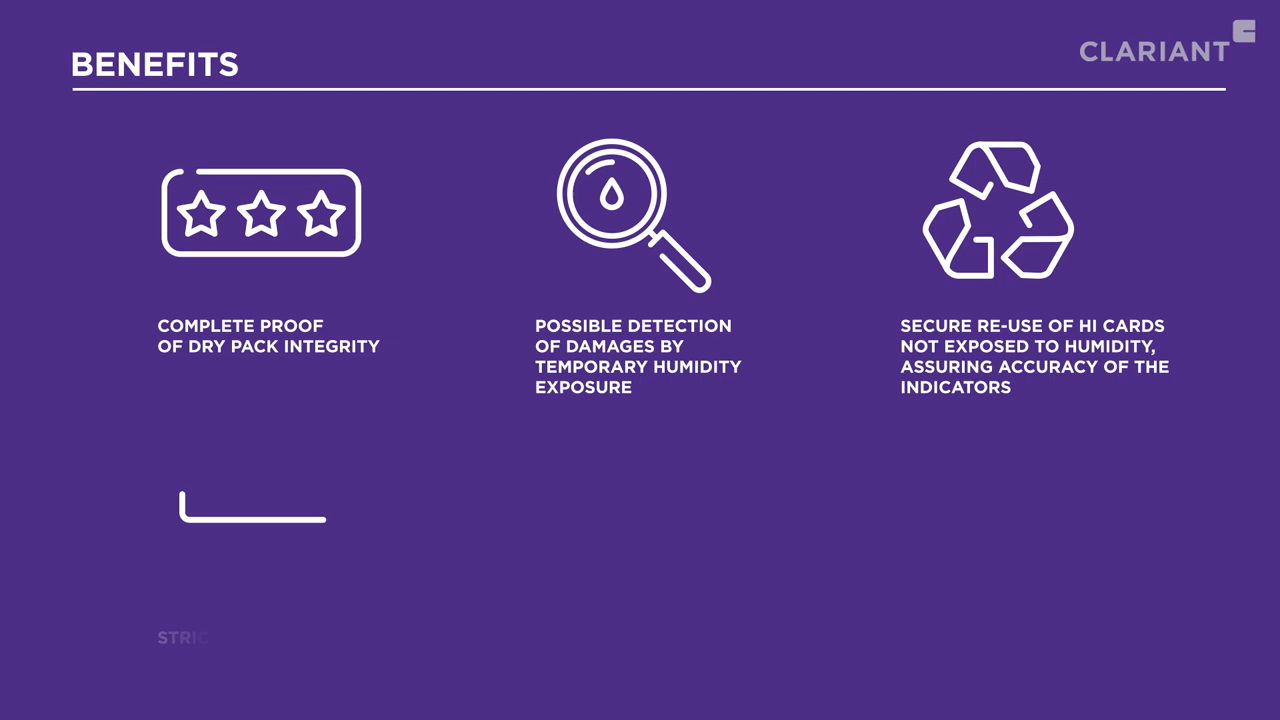 BENEFITS
CLARIANT
COMPLETE PROOF
OF DRY PACK INTEGRITY
POSSIBLE DETECTION
OF DAMAGES BY
TEMPORARY HUMIDITY
EXPOSURE
SECURE RE-USE OF HI CARDS
NOT EXPOSED TO HUMIDITY,
ASSURING ACCURACY OF THE
INDICATORS